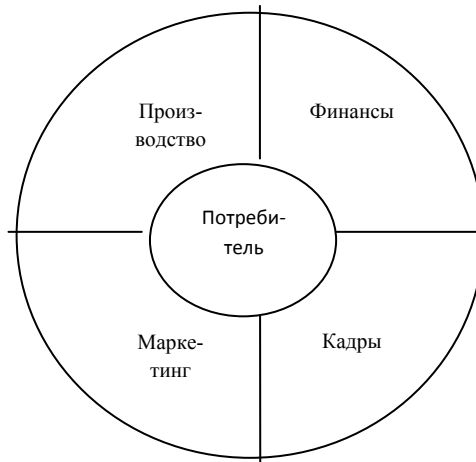 Произ-
водство
Финансы
Потреби-
тель
Марке-
тинг
Кадры